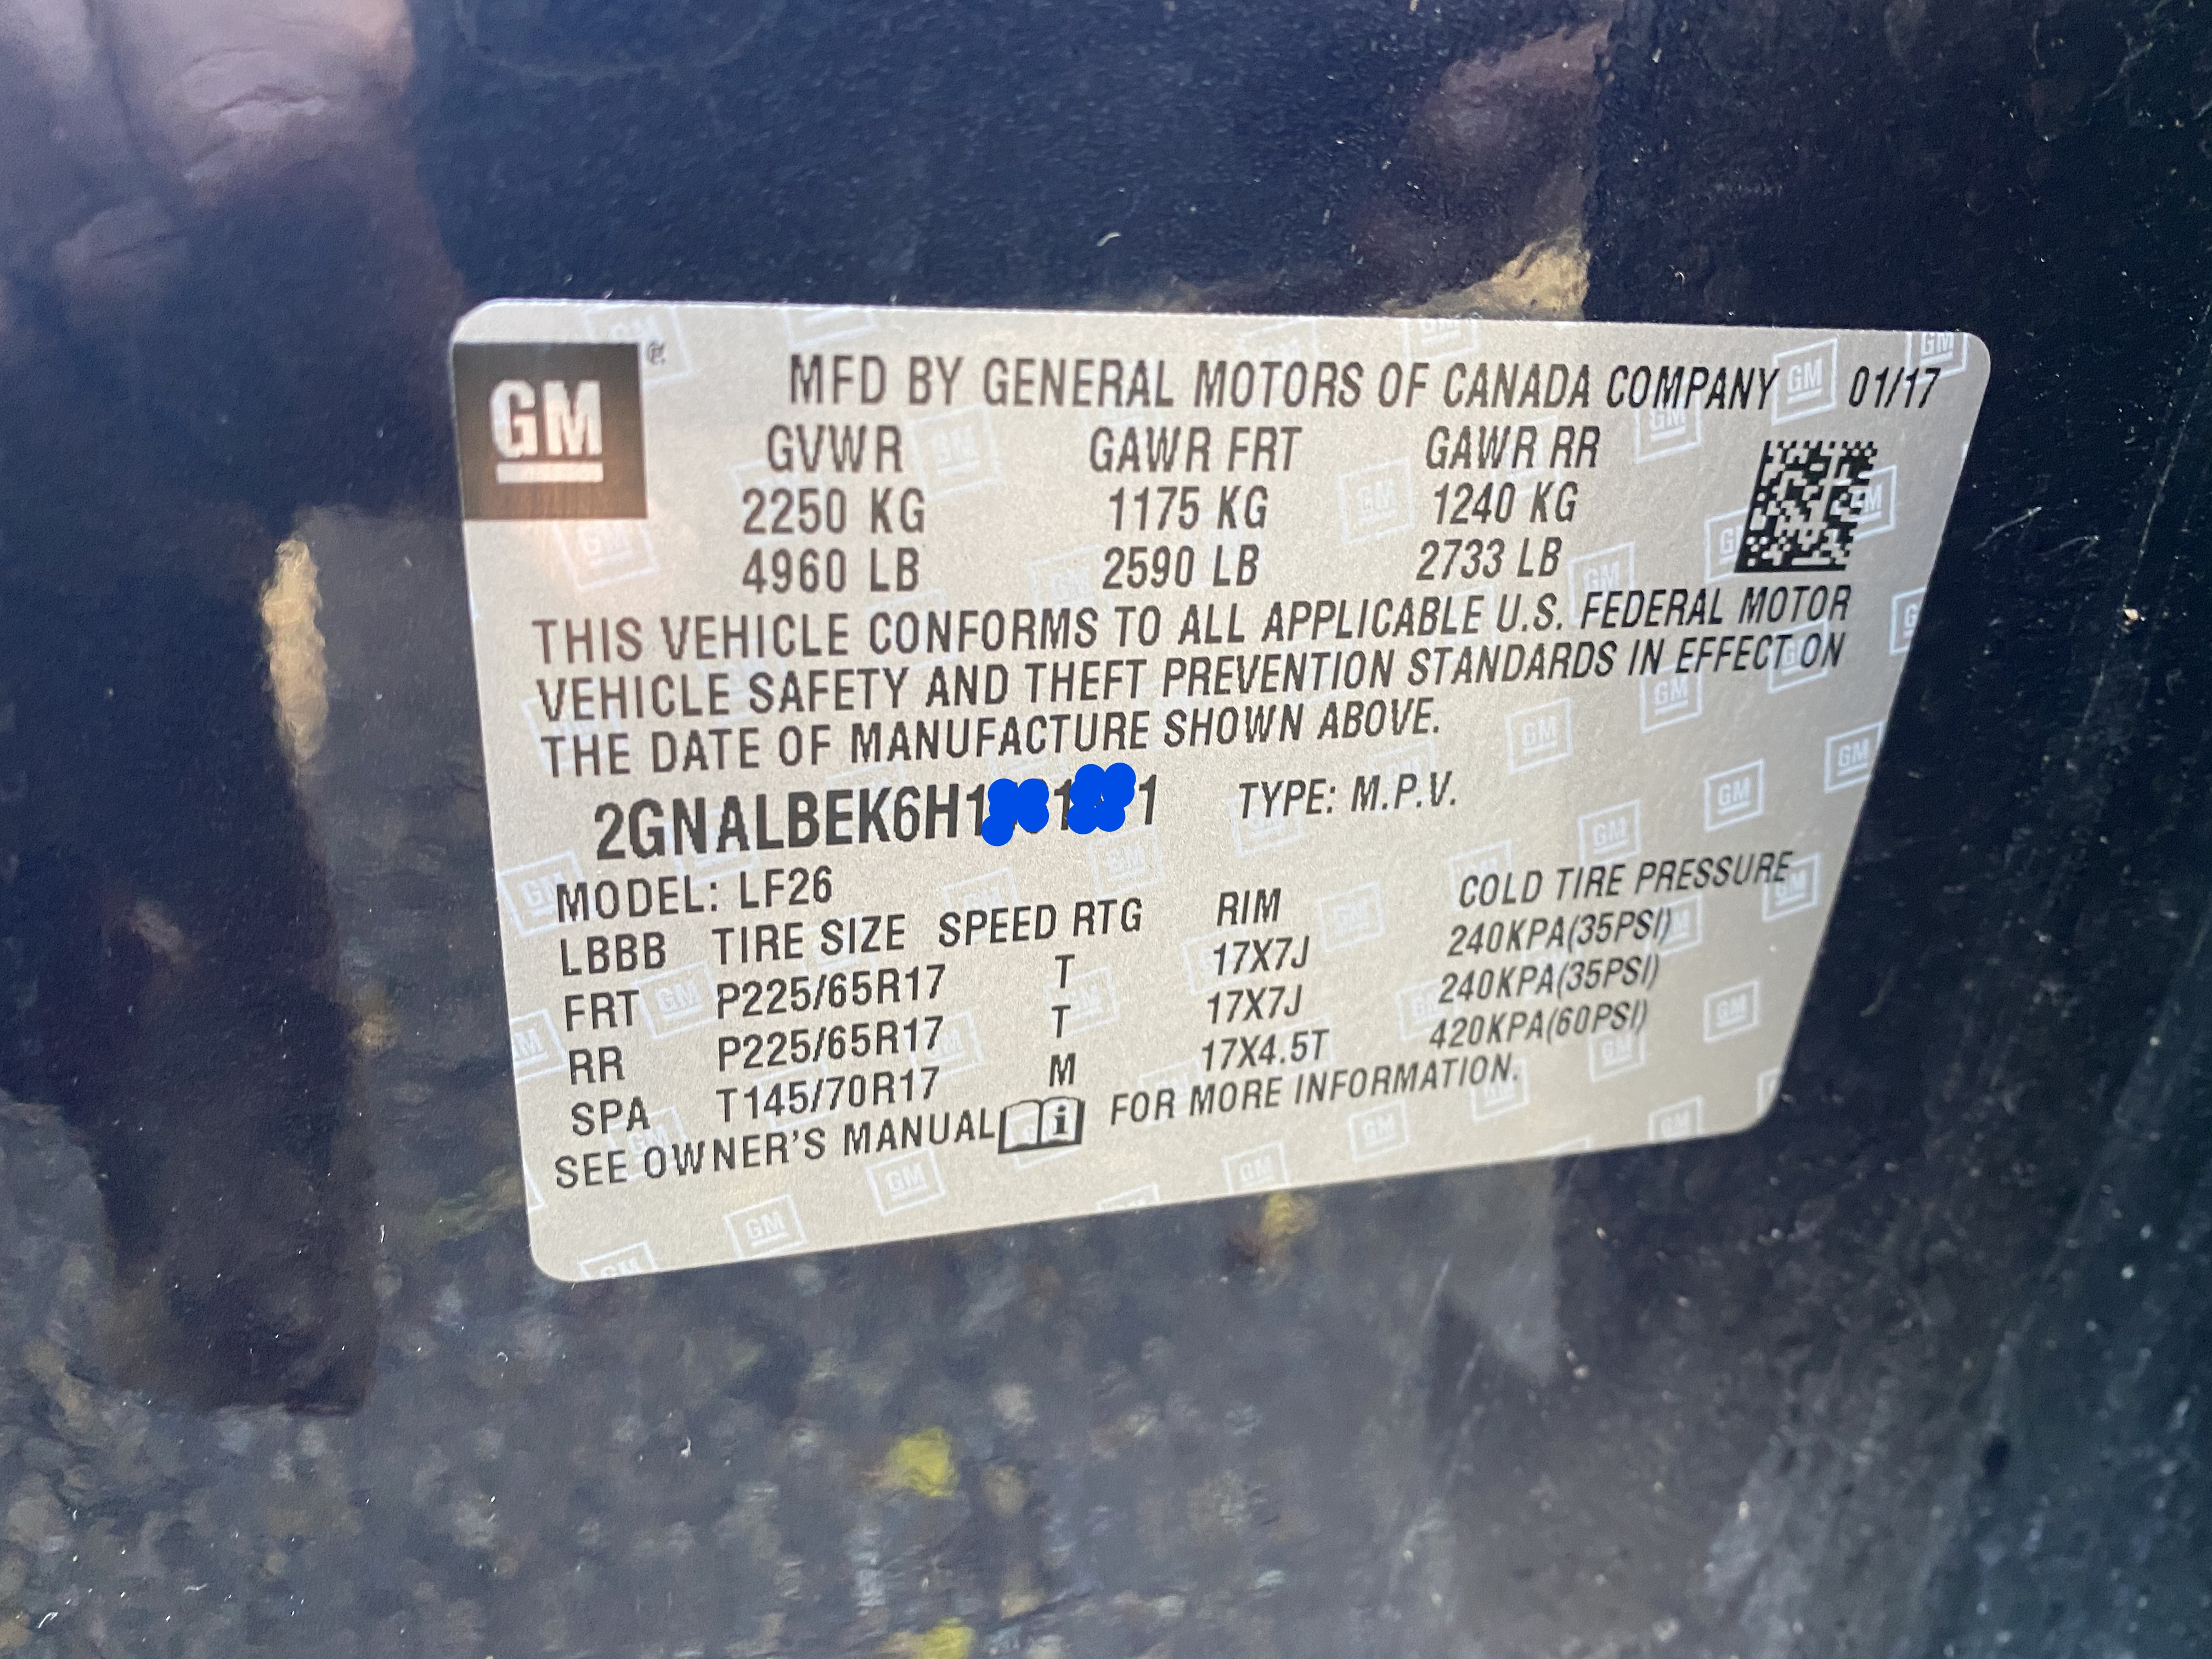 GM
MFD BY GENERAL MOTORS OF CANADA COMPANY 01/17
GVWR GAWR FRT GAWR RR
2250 KG 1175 KG 1240 KG
4960 LB 2590 LB 2733 LB
THIS VEHICLE CONFORMS TO ALL APPLICABLE U.S. FEDERAL MOTOR
VEHICLE SAFETY AND THEFT PREVENTION STANDARDS IN EFFECT ON
THE DATE OF MANUFACTURE SHOWN ABOVE.
TYPE: M.P.V.
MODEL: LF26
LBBB TIRE SIZE SPEED RTG RIM COLD TIRE PRESSURE
FRT P225/65R17 T 17X7J 240KPA(35PSI)
RR P225/65R17 T 17X7J 240KPA(35PSI)
SPA T145/70R17 M 17X4.5T 420KPA(60PSI)
SEE OWNER'S MANUAL i FOR MORE INFORMATION.